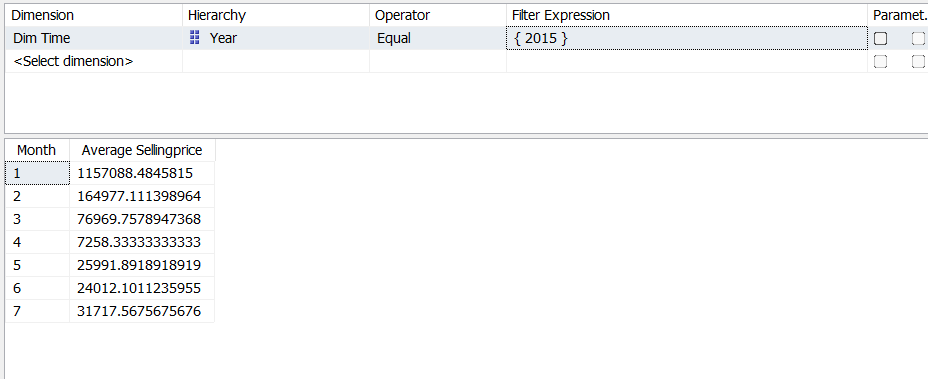 Dimension Hierarchy Operator Filter Expression Paramet.
Dim Time Year Equal { 2015 }
<Select dimension>
Month Average Sellingprice
1 1157088.4845815
2 164977.111398964
3 76969.7578947368
4 7258.33333333333
5 25991.8918918919
6 24012.1011235955
7 31717.5675675676